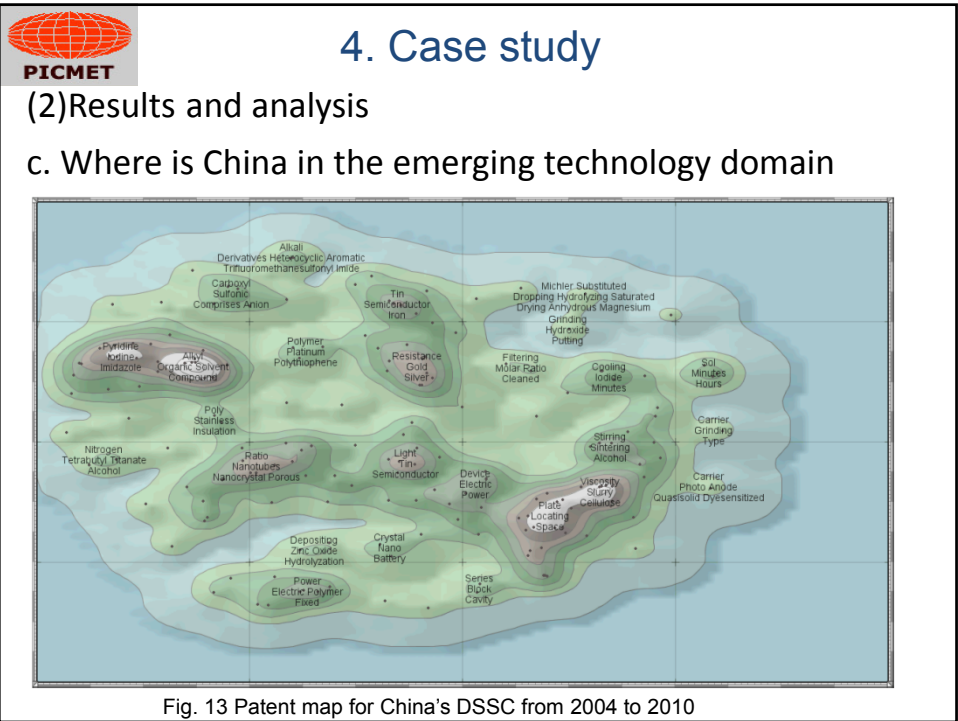 PICMET
4. Case study
(2)Results and analysis
c. Where is China in the emerging technology domain
Alkali
Derivatives Heterocyclic Aromatic
Trifluoromethanesulfonyl Imide
Carboxyl
Sulfonic
Comprises Anion
Tin
Semiconductor
Iron
Michler Substituted
Dropping Hydrolyzing Saturated
Drying Anhydrous Magnesium
Grinding
Hydroxide
Putting
Pyridine
Iodine
Imidazole
Alkyl
Organic Solvent
Compound
Polymer
Platinum
Polythiophene
Resistance
Gold
Silver
Filtering
Molar Ratio
Cleaned
Cooling
Iodide
Minutes
Sol
Minutes
Hours
Poly
Stainless
Insulation
Carrier
Grinding
Type
Nitrogen
Tetrabutyl Titanate
Alcohol
Ratio
Nanotubes
Nanocrystal Porous
Light
Tin
Semiconductor
Stirring
Sintering
Alcohol
Device
Electric
Power
Viscosity
Slurry
Cellulose
Carrier
Photo Anode
Quasisolid Dyesensitized
Plate
Locating
Space
Depositing
Zinc Oxide
Hydrolyzation
Crystal
Nano
Battery
Power
Electric Polymer
Fixed
Series
Block
Cavity
Fig. 13 Patent map for China's DSSC from 2004 to 2010